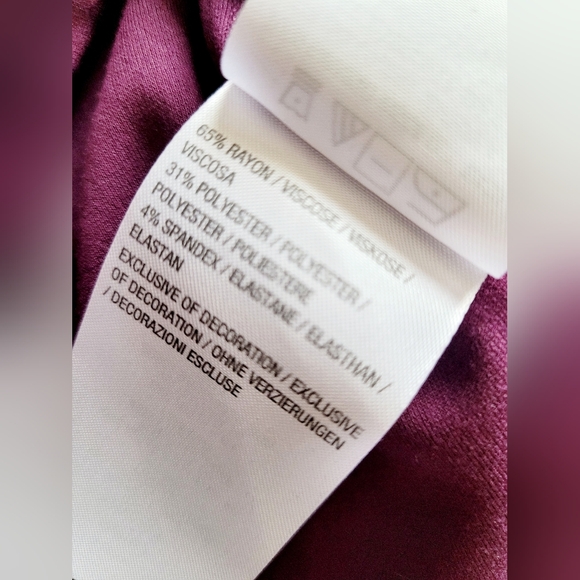 65% RAYON / VISCOSE / VISKOSE /
VISCOSA
31% POLYESTER / POLYESTER /
POLYESTER / POLIESTERE
4% SPANDEX / ELASTANE / ELASTHAN /
ELASTAN
EXCLUSIVE OF DECORATION / EXCLUSIVE
OF DECORATION / OHNE VERZIERUNGEN
/ DECORAZIONI ESCLUSE